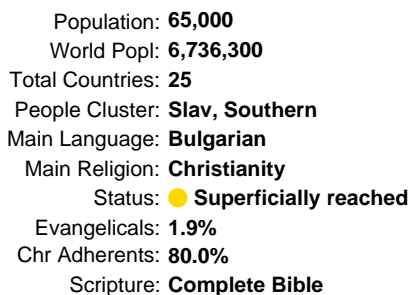 Population: 65,000
World Popl: 6,736,300
Total Countries: 25
People Cluster: Slav, Southern
Main Language: Bulgarian
Main Religion: Christianity
Status: Superficially reached
Evangelicals: 1.9%
Chr Adherents: 80.0%
Scripture: Complete Bible